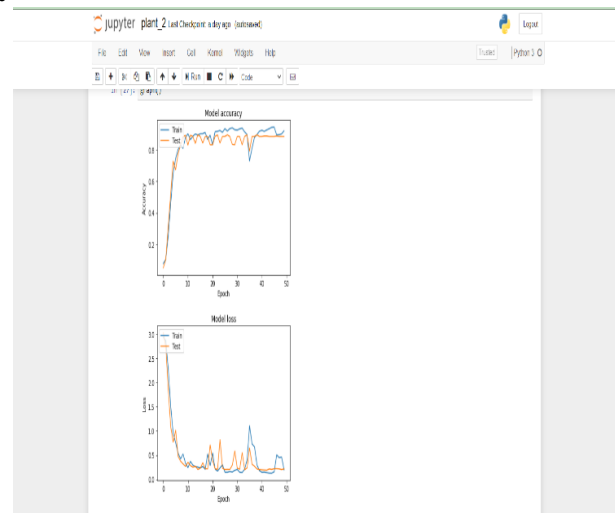 jupyter plant_2 Last Checkpoint: a day ago (autosaved)
Logout
File Edit View Insert Cell Kernel Widgets Help
Trusted Python 3
Run Code
In [27]: graph()
Model accuracy
Train
Test
0.8
0.6
0.4
0.2
Accuracy
0 10 20 30 40 50
Epoch
Model loss
Train
Test
3.0
2.5
2.0
1.5
1.0
0.5
0.0
Loss
0 10 20 30 40 50
Epoch